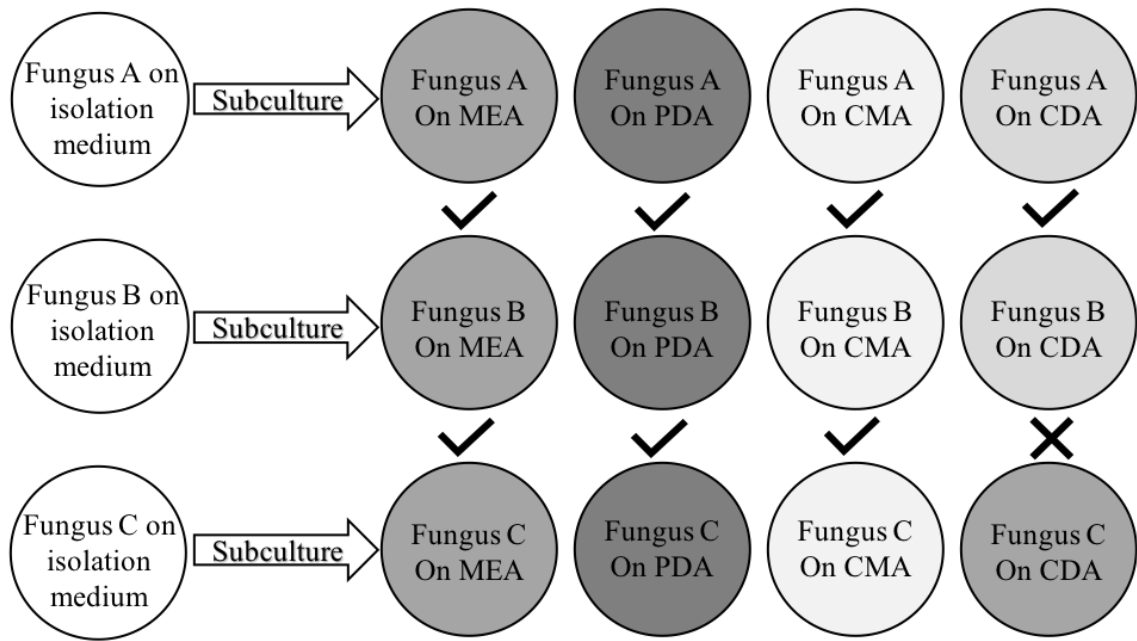 Fungus A on
isolation
medium
Subculture
Fungus A
On MEA
Fungus A
On PDA
Fungus A
On CMA
Fungus A
On CDA
Fungus B on
isolation
medium
Subculture
Fungus B
On MEA
Fungus B
On PDA
Fungus B
On CMA
Fungus B
On CDA
Fungus C on
isolation
medium
Subculture
Fungus C
On MEA
Fungus C
On PDA
Fungus C
On CMA
Fungus C
On CDA